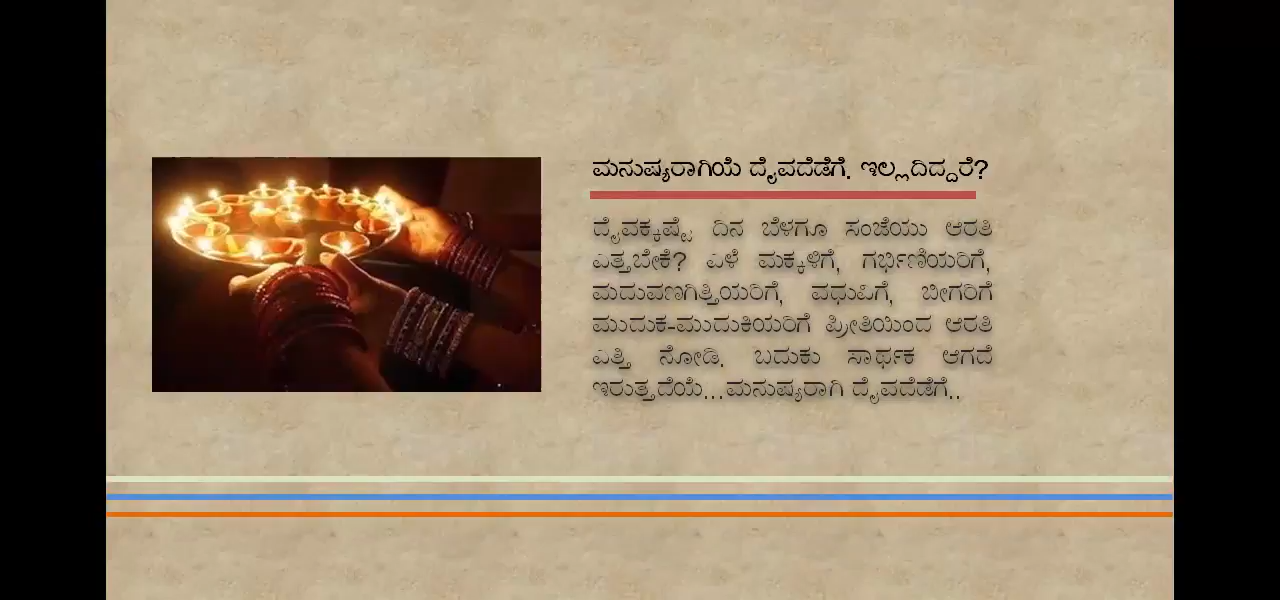 ಮನುಷ್ಯರಾಗಿಯೆ ದೈವದೆಡೆಗೆ. ಇಲ್ಲದಿದ್ದರೆ?
ದೈವಕ್ಕಷ್ಟೆ ದಿನ ಬೆಳಗೂ ಸಂಜೆಯು ಆರತಿ
ಎತ್ತಬೇಕೆ? ಎಳೆ ಮಕ್ಕಳಿಗೆ, ಗರ್ಭಿಣಿಯರಿಗೆ,
ಮದುವಣಗಿತ್ತಿಯರಿಗೆ, ವಧುವಿಗೆ, ಬೀಗರಿಗೆ
ಮುದುಕ-ಮುದುಕಿಯರಿಗೆ ಪ್ರೀತಿಯಿಂದ ಆರತಿ
ಎತ್ತಿ ನೋಡಿ. ಬದುಕು ಸಾರ್ಥಕ ಆಗದೆ
ಇರುತ್ತದೆಯೆ...ಮನುಷ್ಯರಾಗಿ ದೈವದೆಡೆಗೆ..